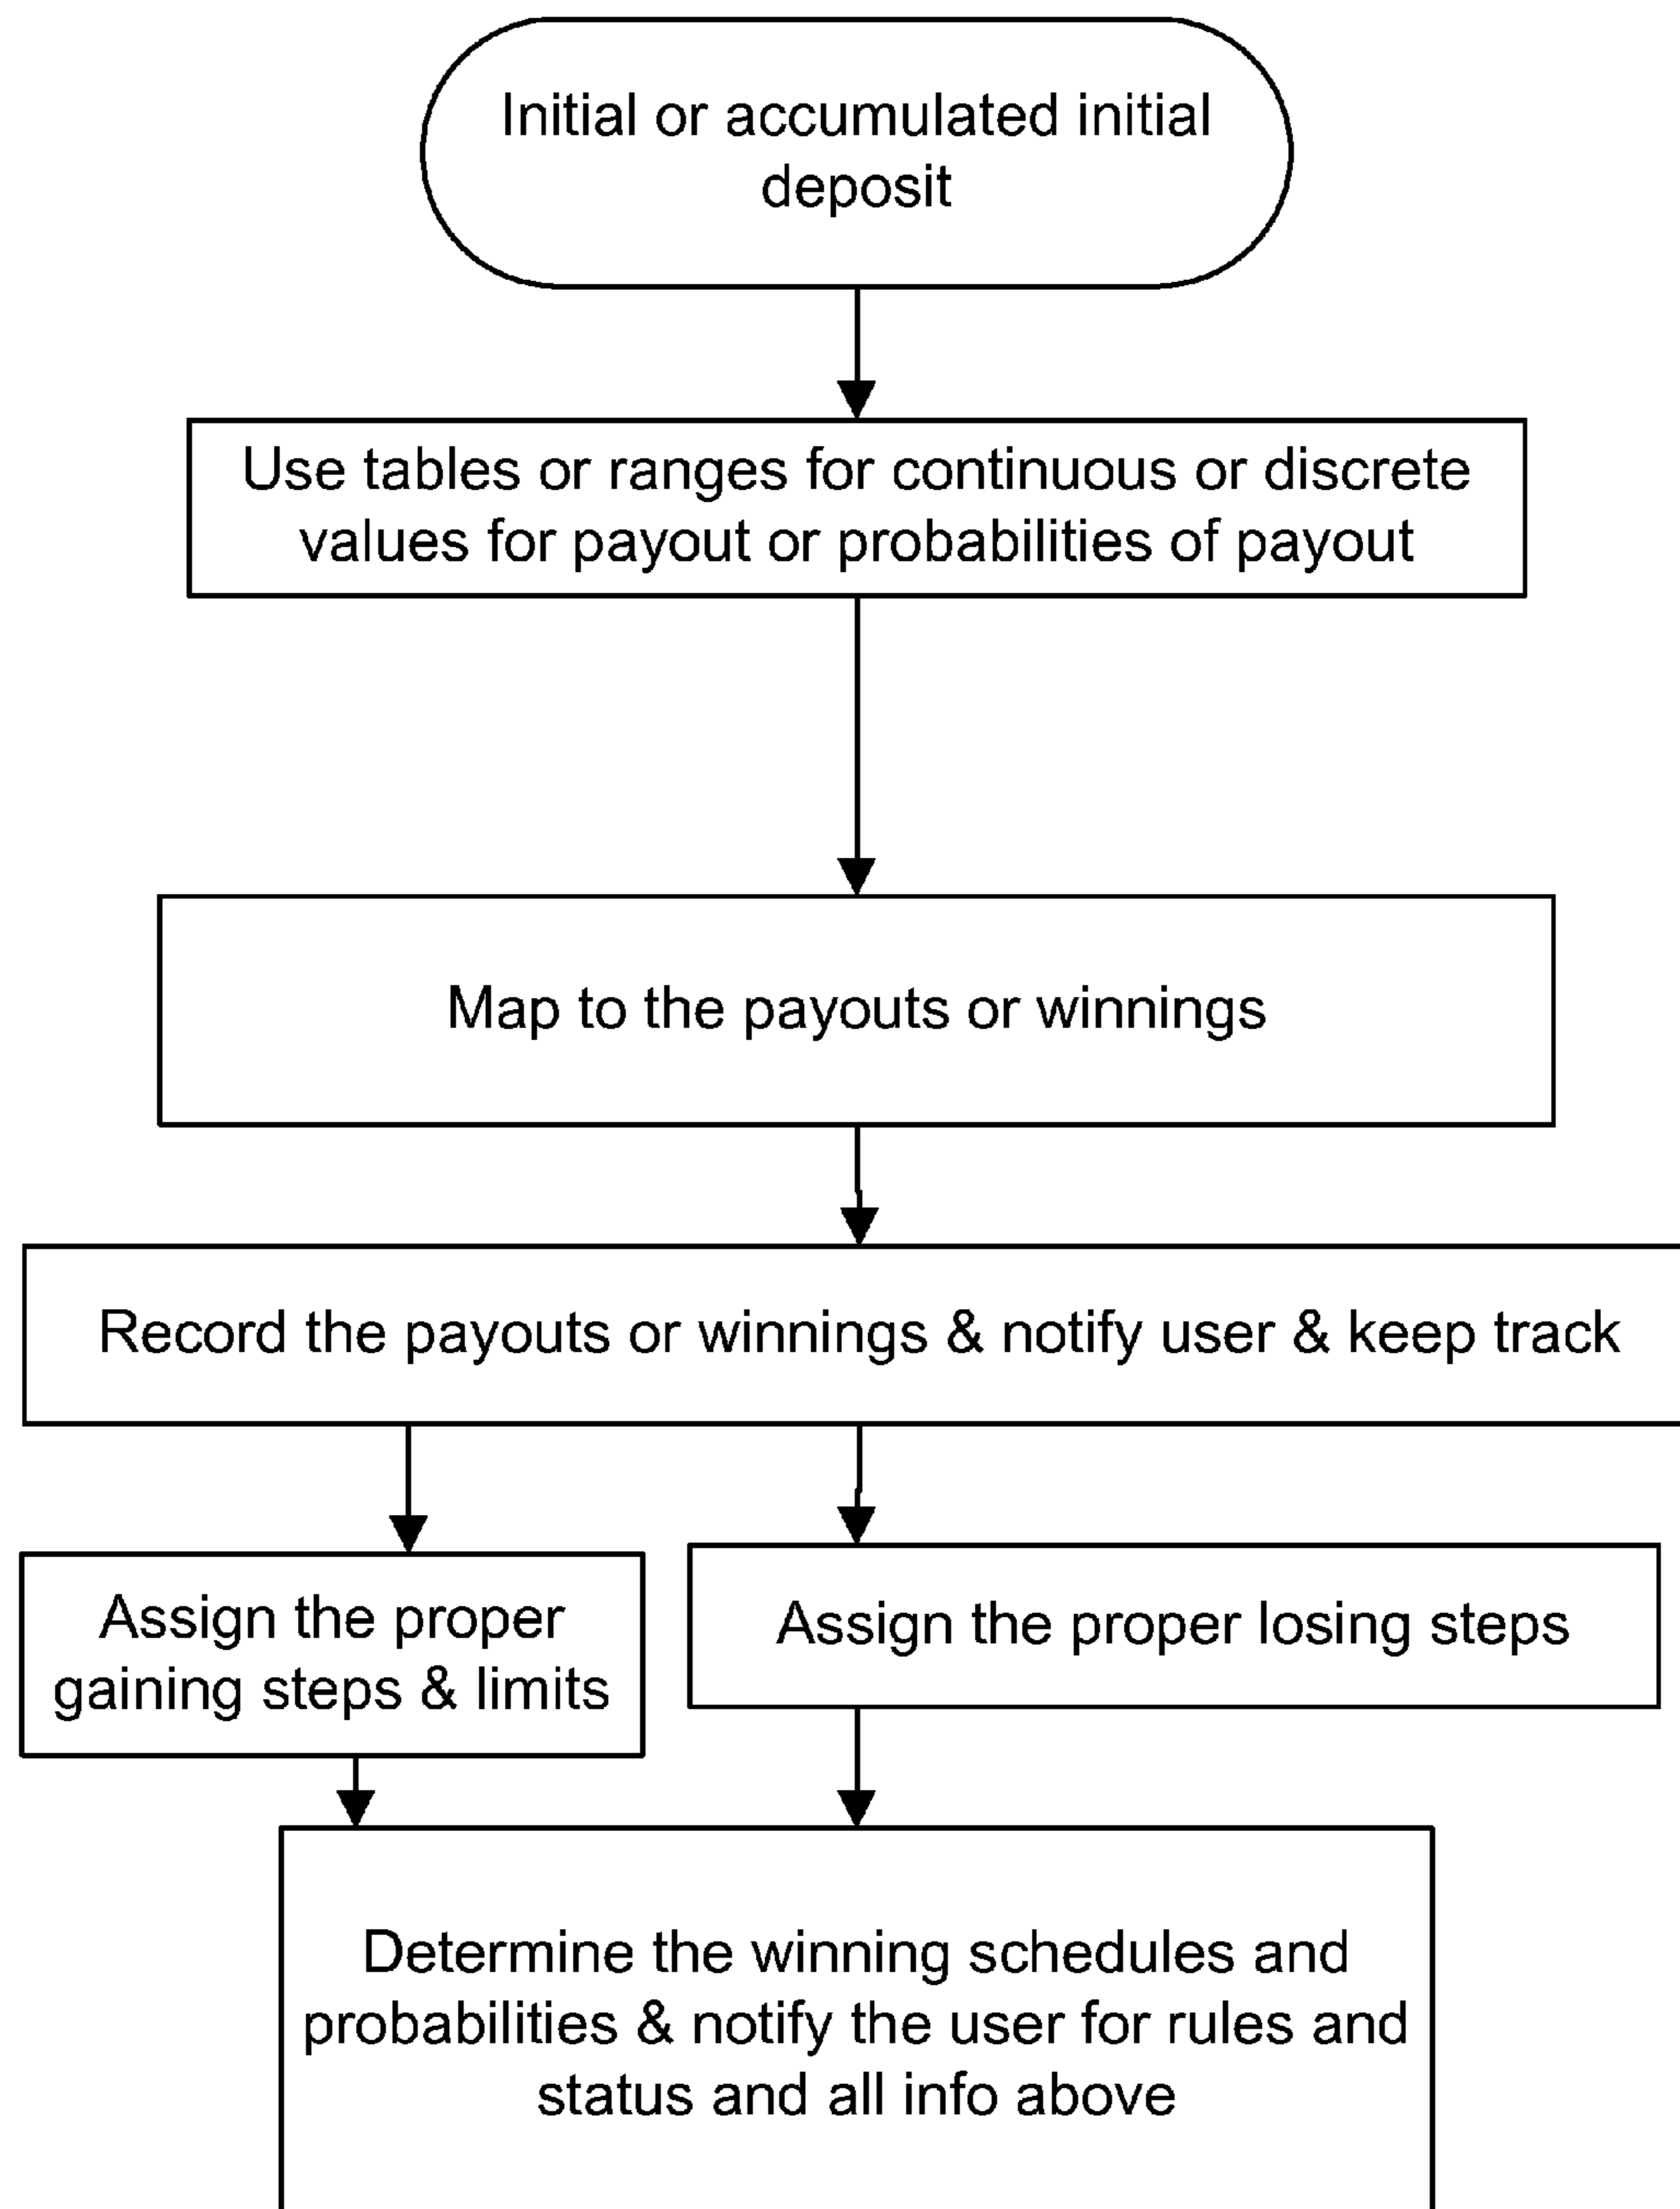 Initial or accumulated initial
deposit
Use tables or ranges for continuous or discrete
values for payout or probabilities of payout
Map to the payouts or winnings
Record the payouts or winnings & notify user & keep track
Assign the proper
gaining steps & limits
Assign the proper losing steps
Determine the winning schedules and
probabilities & notify the user for rules and
status and all info above